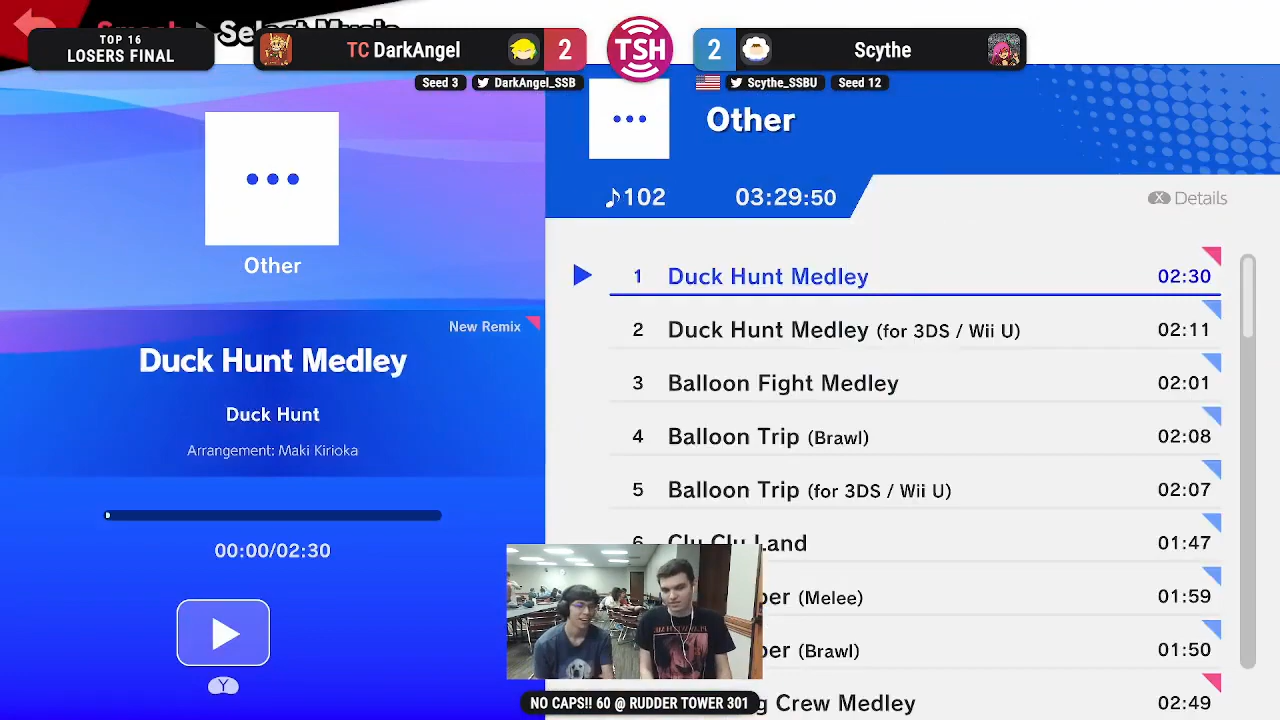 Smash ▶ Select Music
TOP 16
LOSERS FINAL
TC DarkAngel
2
TSH
2
Scythe
Seed 3
DarkAngel_SSB
Scythe_SSBU
Seed 12
Other
Other
♪102
03:29:50
X Details
New Remix
Duck Hunt Medley
Duck Hunt
Arrangement: Maki Kirioka
00:00/02:30
Y
1 Duck Hunt Medley 02:30
2 Duck Hunt Medley (for 3DS / Wii U) 02:11
3 Balloon Fight Medley 02:01
4 Balloon Trip (Brawl) 02:08
5 Balloon Trip (for 3DS / Wii U) 02:07
6 Clu Clu Land 01:47
(Melee) 01:59
(Brawl) 01:50
Crew Medley 02:49
NO CAPS!! 60 @ RUDDER TOWER 301